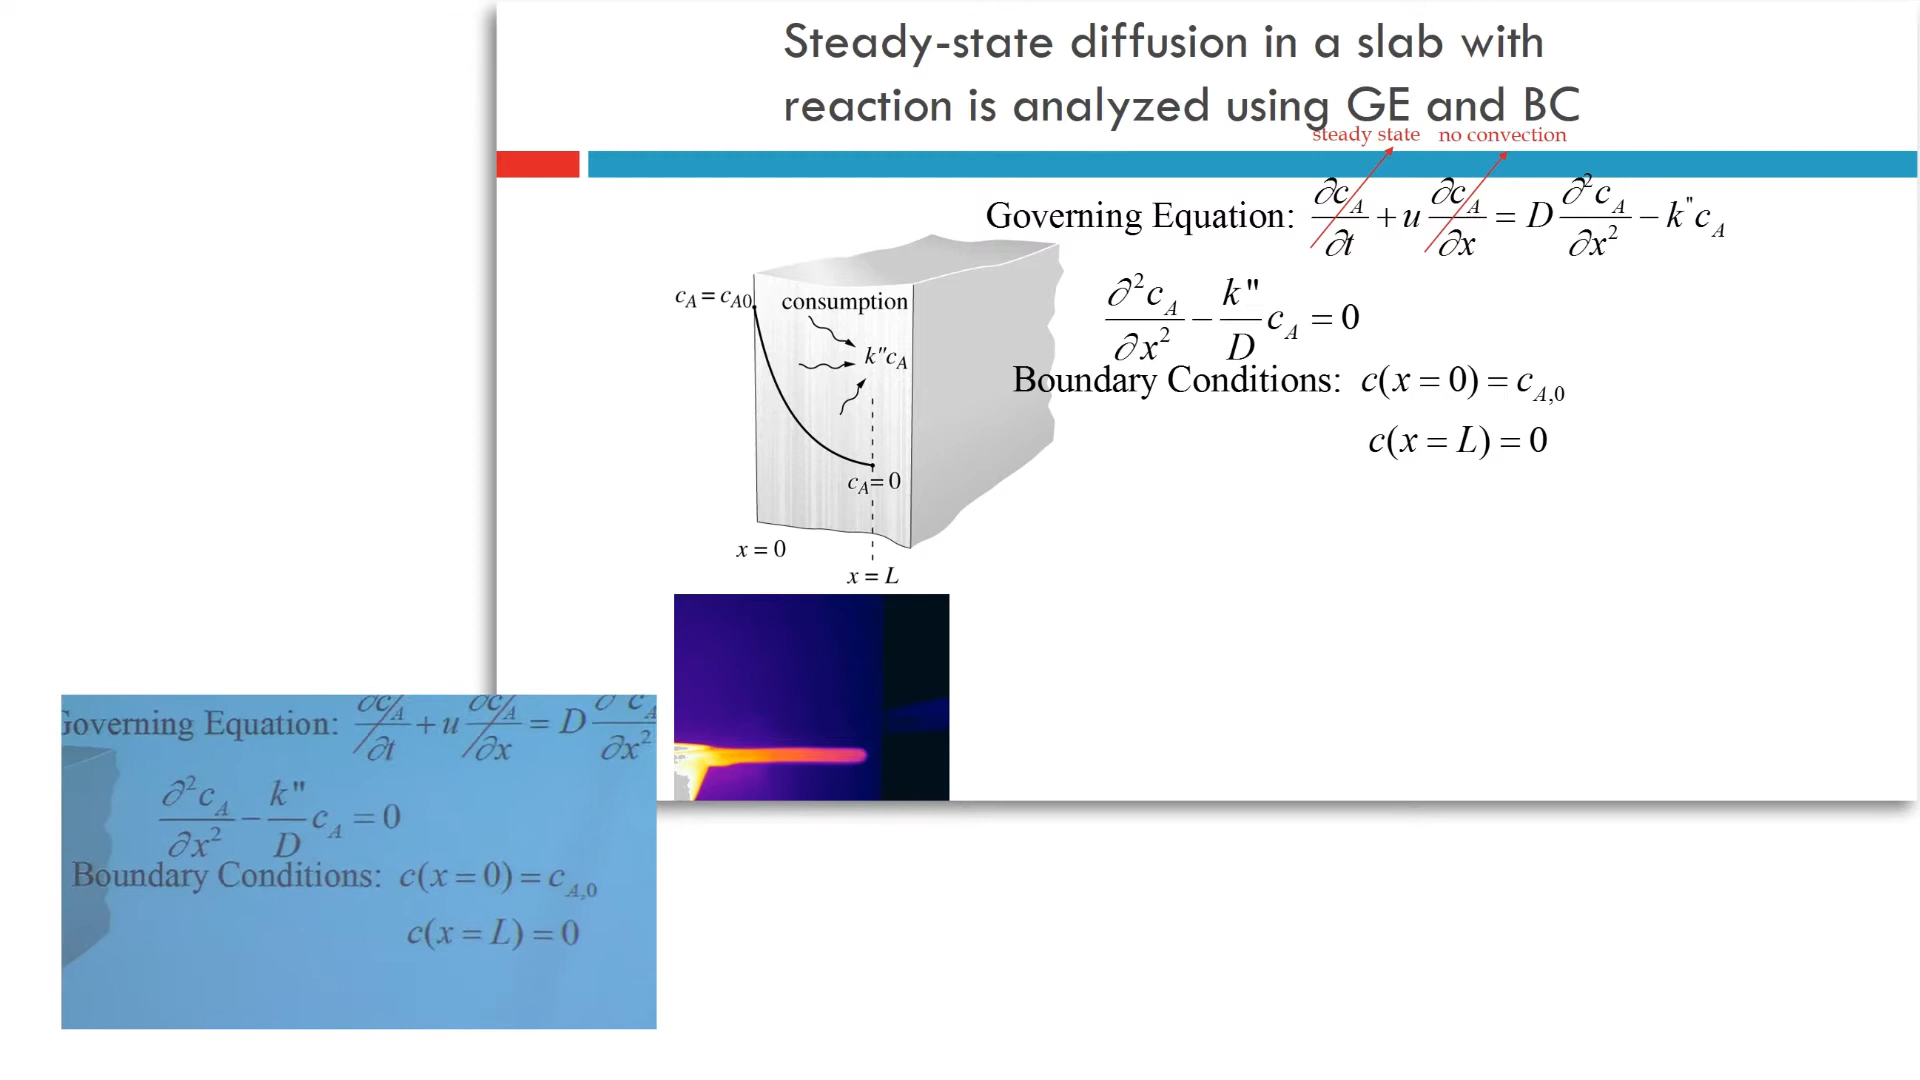 Steady-state diffusion in a slab with
reaction is analyzed using GE and BC
steady state no convection
Governing Equation: ∂c_A/∂t + u ∂c_A/∂x = D ∂²c_A/∂x² − k"c_A
∂²c_A/∂x² − k"/D c_A = 0
Boundary Conditions: c(x = 0) = c_A,0
c(x = L) = 0
c_A = c_A0
consumption
k"c_A
c_A = 0
x = 0
x = L
Governing Equation: ∂c_A/∂t + u ∂c_A/∂x = D ∂²c_A/∂x²
∂²c_A/∂x² − k"/D c_A = 0
Boundary Conditions: c(x = 0) = c_A,0
c(x = L) = 0